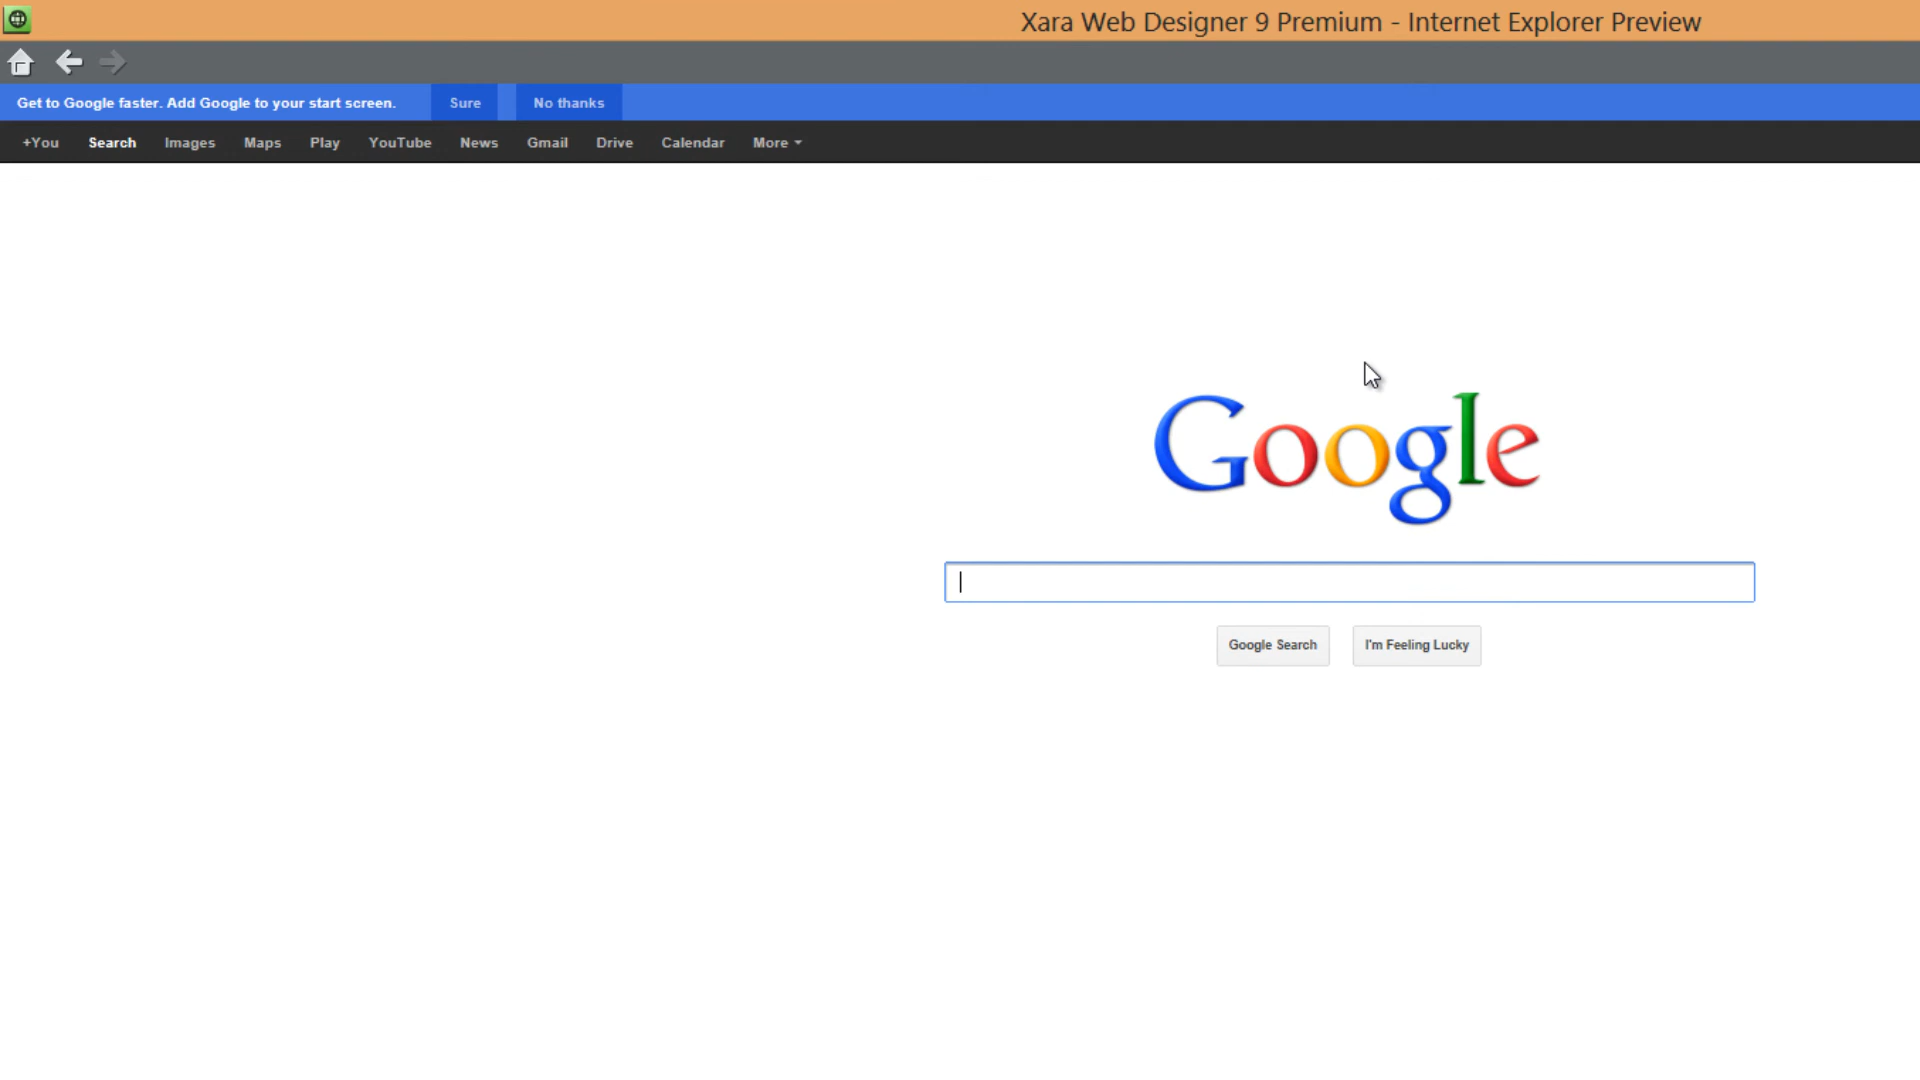 Xara Web Designer 9 Premium - Internet Explorer Preview
Get to Google faster. Add Google to your start screen. Sure No thanks
+You Search Images Maps Play YouTube News Gmail Drive Calendar More
Google
Google Search I'm Feeling Lucky